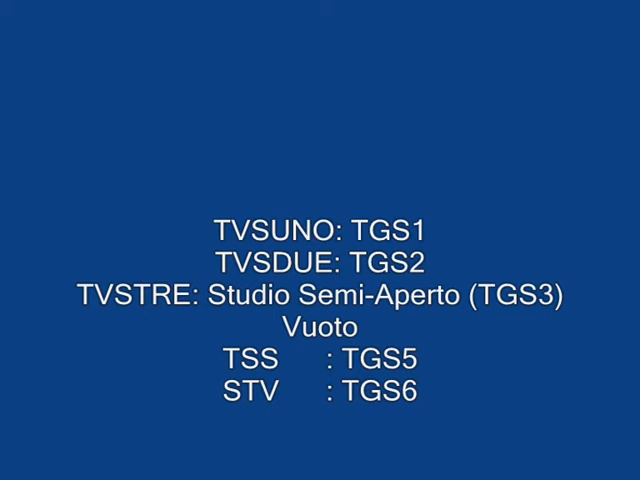 TVSUNO: TGS1
TVSDUE: TGS2
TVSTRE: Studio Semi-Aperto (TGS3)
Vuoto
TSS : TGS5
STV : TGS6